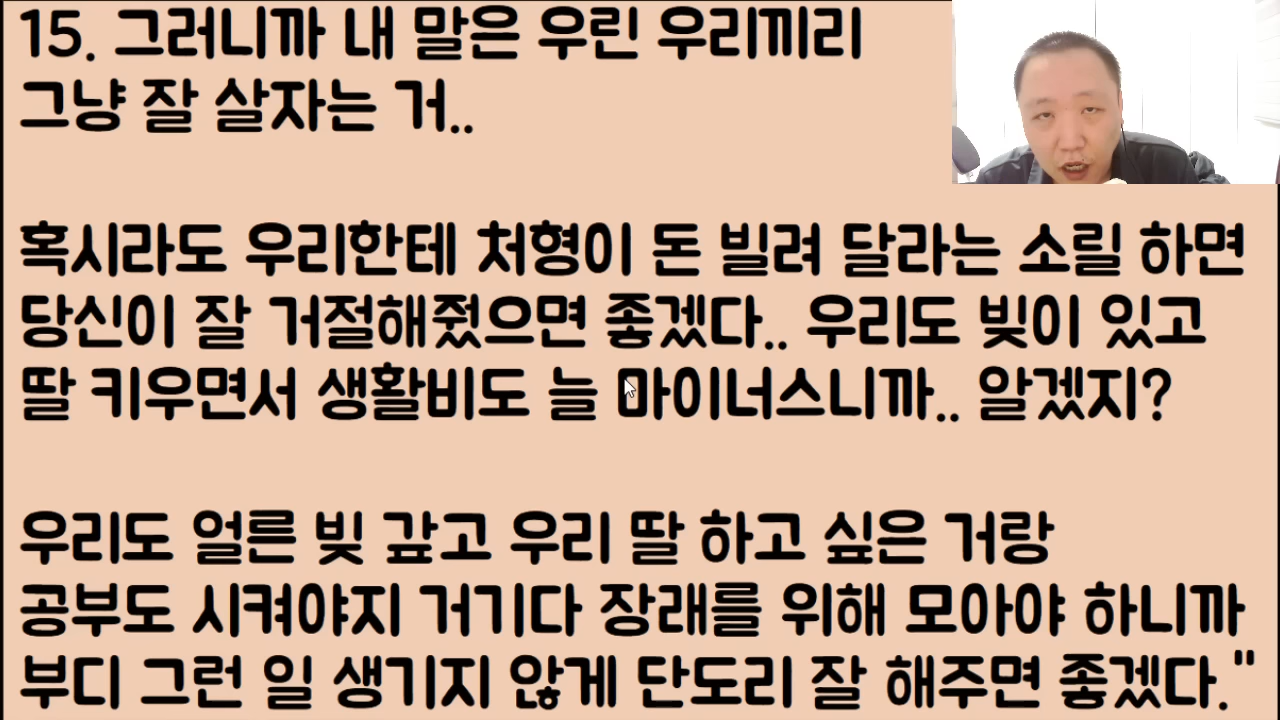 15. 그러니까 내 말은 우린 우리끼리
그냥 잘 살자는 거..
혹시라도 우리한테 처형이 돈 빌려 달라는 소릴 하면
당신이 잘 거절해줬으면 좋겠다.. 우리도 빚이 있고
딸 키우면서 생활비도 늘 마이너스니까.. 알겠지?
우리도 얼른 빚 갚고 우리 딸 하고 싶은 거랑
공부도 시켜야지 거기다 장래를 위해 모아야 하니까
부디 그런 일 생기지 않게 단도리 잘 해주면 좋겠다."